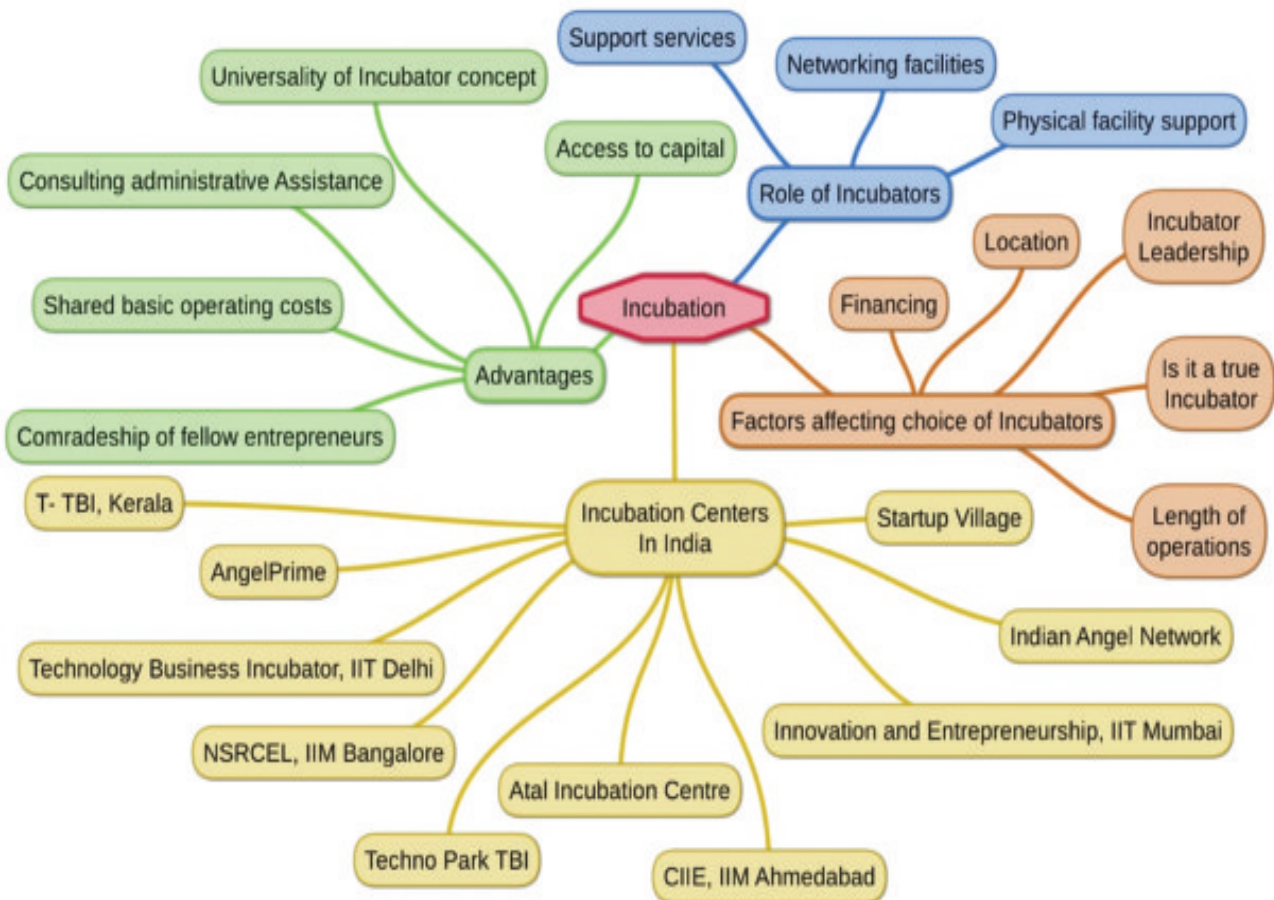 Support services
Networking facilities
Universality of Incubator concept
Physical facility support
Access to capital
Consulting administrative Assistance
Role of Incubators
Incubator
Leadership
Location
Shared basic operating costs
Incubation
Financing
Advantages
Is it a true
Incubator
Factors affecting choice of Incubators
Comradeship of fellow entrepreneurs
T- TBI, Kerala
Incubation Centers
In India
Startup Village
Length of
operations
AngelPrime
Indian Angel Network
Technology Business Incubator, IIT Delhi
Innovation and Entrepreneurship, IIT Mumbai
NSRCEL, IIM Bangalore
Atal Incubation Centre
Techno Park TBI
CIIE, IIM Ahmedabad